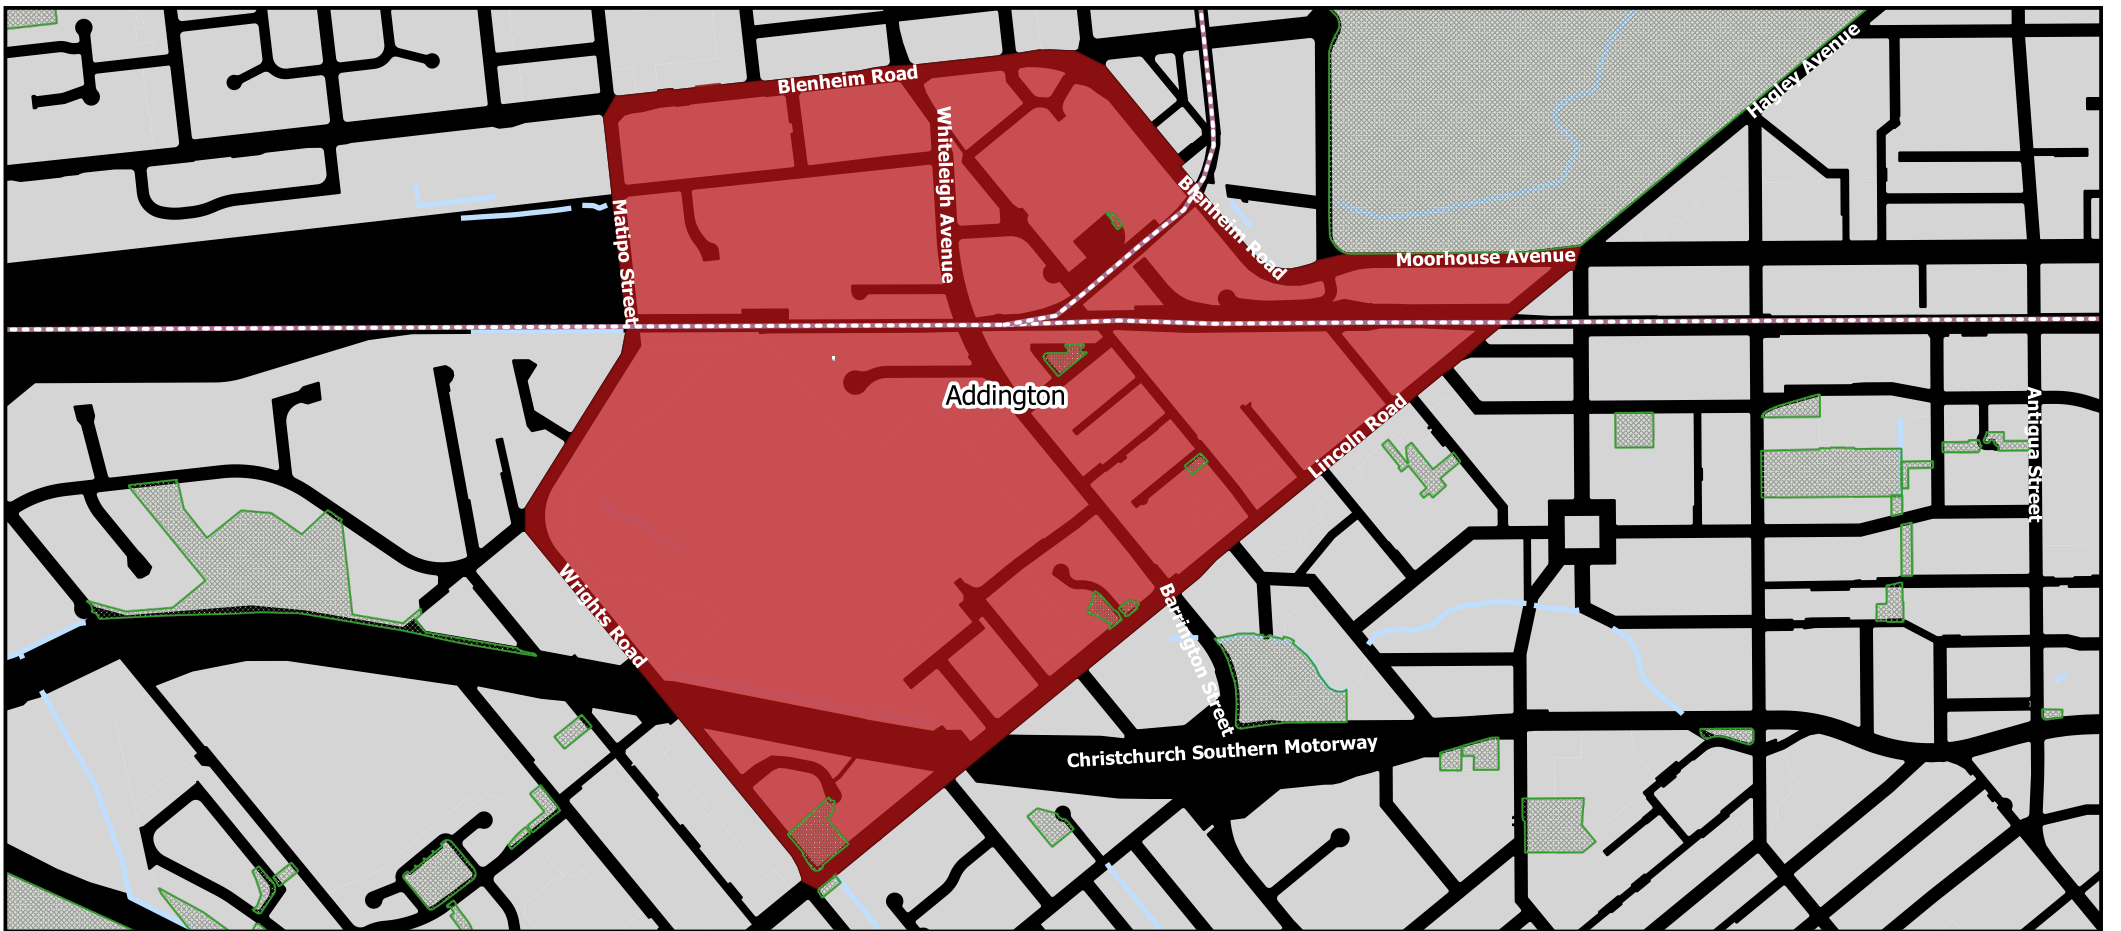 Hagley Avenue
Blenheim Road
Whiteleigh Avenue
Blenheim Road
Matipo Street
Moorhouse Avenue
Addington
Lincoln Road
Antigua Street
Wrights Road
Barrington Street
Christchurch Southern Motorway